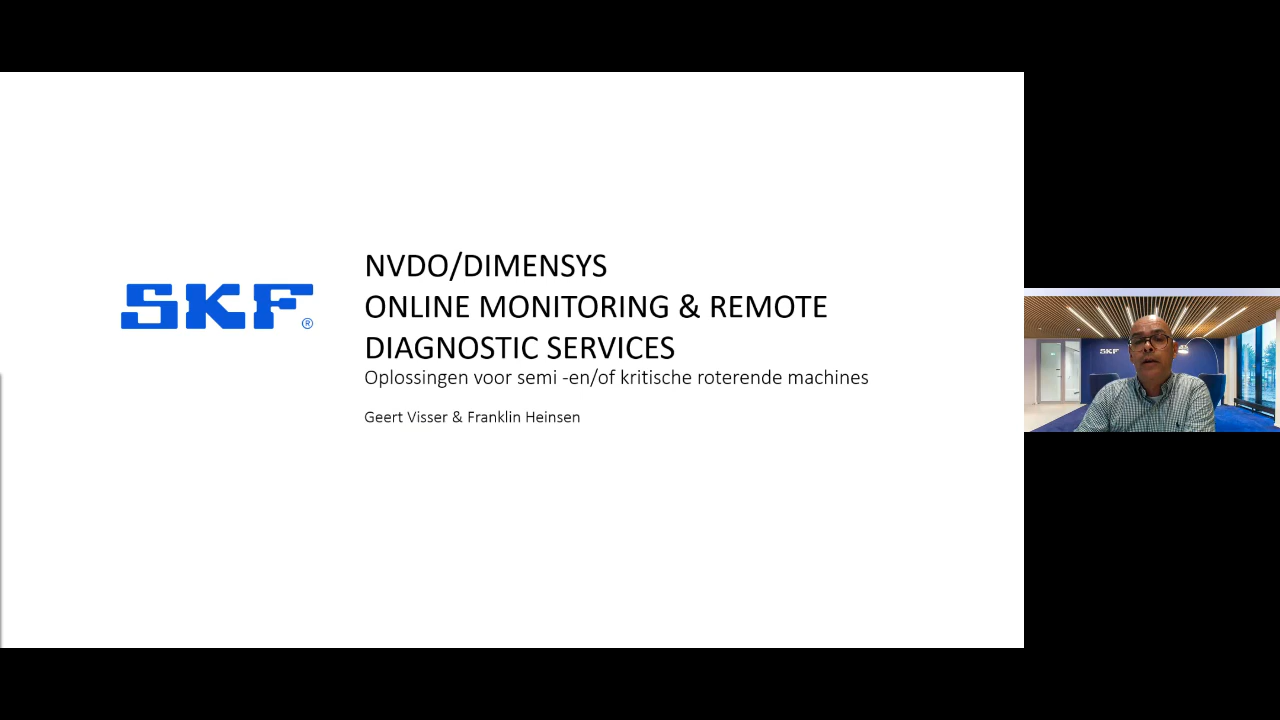 SKF®
NVDO/DIMENSYS
ONLINE MONITORING & REMOTE
DIAGNOSTIC SERVICES
Oplossingen voor semi -en/of kritische roterende machines
Geert Visser & Franklin Heinsen
SKF